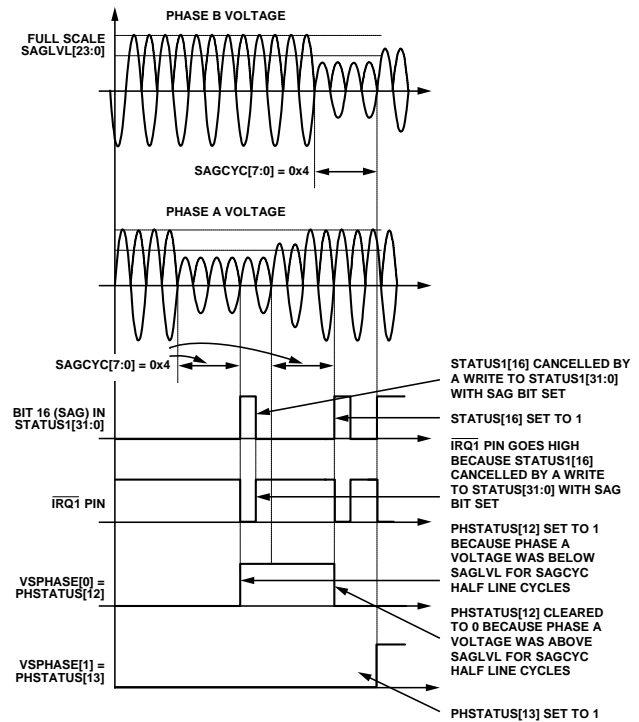 PHASE B VOLTAGE
FULL SCALE
SAGLVL[23:0]
SAGCYC[7:0] = 0x4
PHASE A VOLTAGE
SAGCYC[7:0] = 0x4
BIT 16 (SAG) IN
STATUS1[31:0]
IRQ1 PIN
VSPHASE[0] =
PHSTATUS[12]
VSPHASE[1] =
PHSTATUS[13]
STATUS1[16] CANCELLED BY
A WRITE TO STATUS1[31:0]
WITH SAG BIT SET
STATUS[16] SET TO 1
IRQ1 PIN GOES HIGH
BECAUSE STATUS1[16]
CANCELLED BY A WRITE
TO STATUS[31:0] WITH SAG
BIT SET
PHSTATUS[12] SET TO 1
BECAUSE PHASE A
VOLTAGE WAS BELOW
SAGLVL FOR SAGCYC
HALF LINE CYCLES
PHSTATUS[12] CLEARED
TO 0 BECAUSE PHASE A
VOLTAGE WAS ABOVE
SAGLVL FOR SAGCYC
HALF LINE CYCLES
PHSTATUS[13] SET TO 1